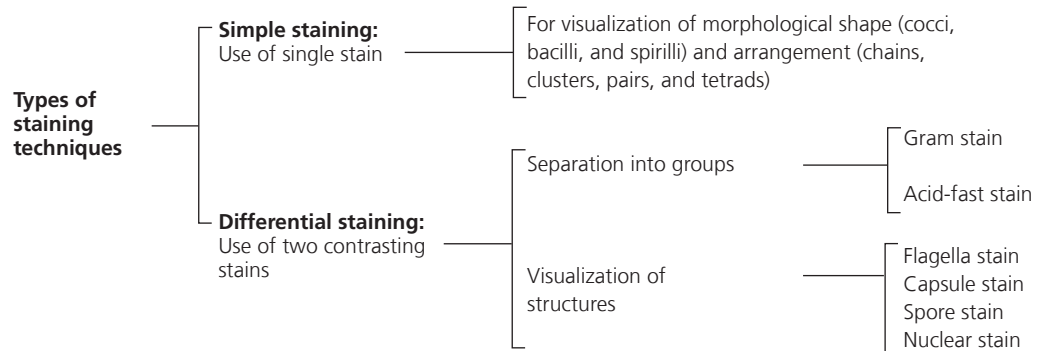 Types of
staining
techniques
Simple staining:
Use of single stain
For visualization of morphological shape (cocci,
bacilli, and spirilli) and arrangement (chains,
clusters, pairs, and tetrads)
Differential staining:
Use of two contrasting
stains
Separation into groups
Gram stain
Acid-fast stain
Visualization of
structures
Flagella stain
Capsule stain
Spore stain
Nuclear stain